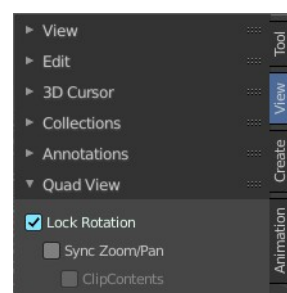 View
Edit
3D Cursor
Collections
Annotations
Quad View
Lock Rotation
Sync Zoom/Pan
ClipContents
Tool
View
Create
Animation